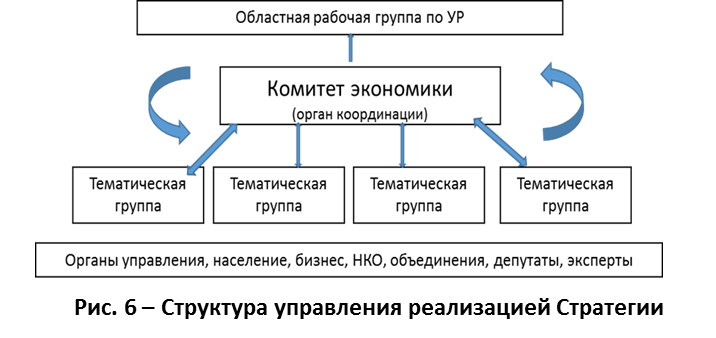 Областная рабочая группа по УР
Комитет экономики
(орган координации)
Тематическая группа
Тематическая группа
Тематическая группа
Тематическая группа
Органы управления, население, бизнес, НКО, объединения, депутаты, эксперты
Рис. 6 – Структура управления реализацией Стратегии